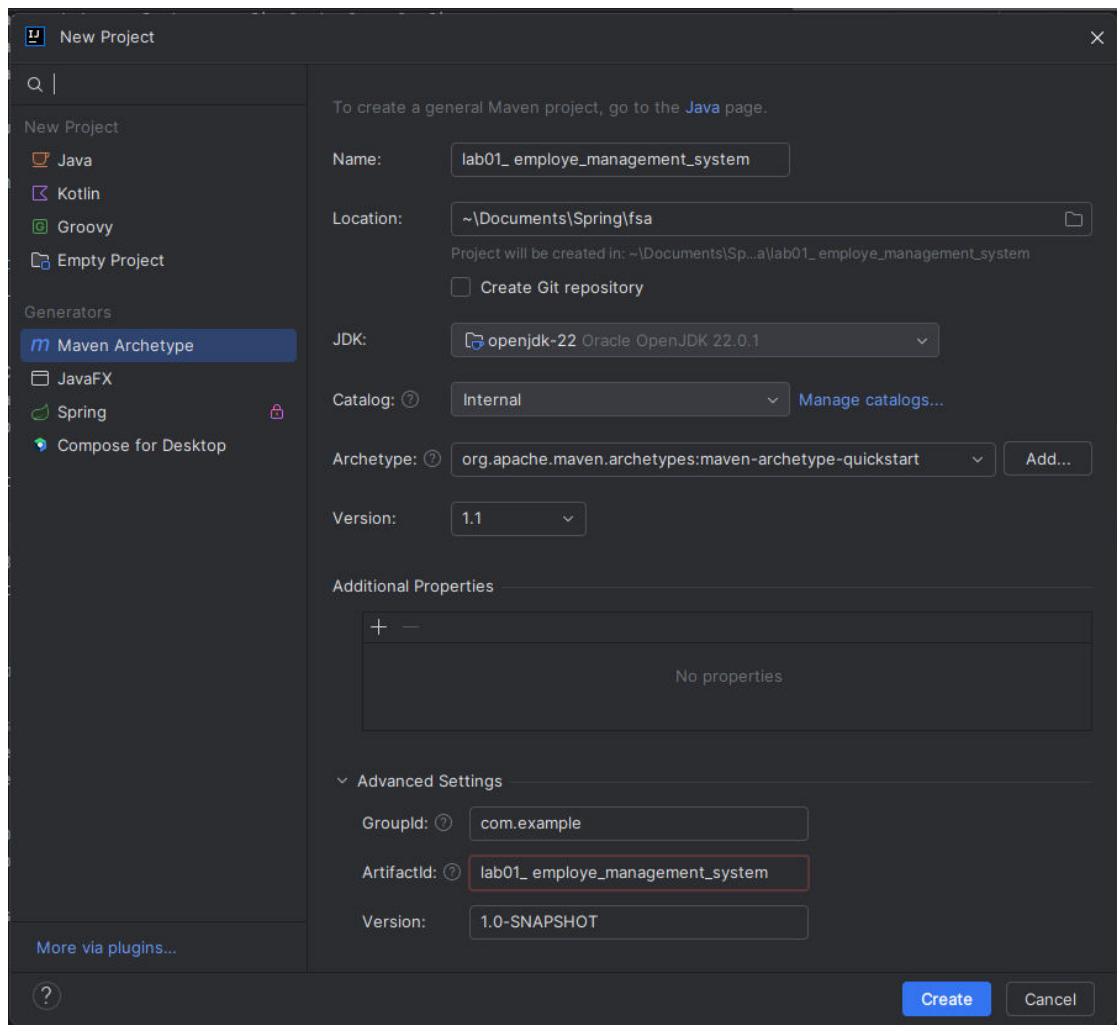 New Project
To create a general Maven project, go to the Java page.
New Project
Java
Kotlin
Groovy
Empty Project
Generators
Maven Archetype
JavaFX
Spring
Compose for Desktop
More via plugins...
Name: lab01_ employe_management_system
Location: ~\Documents\Spring\fsa
Project will be created in: ~\Documents\Sp...a\lab01_ employe_management_system
Create Git repository
JDK: openjdk-22 Oracle OpenJDK 22.0.1
Catalog: ? Internal Manage catalogs...
Archetype: ? org.apache.maven.archetypes:maven-archetype-quickstart Add...
Version: 1.1
Additional Properties
No properties
Advanced Settings
GroupId: ? com.example
ArtifactId: ? lab01_ employe_management_system
Version: 1.0-SNAPSHOT
? Create Cancel